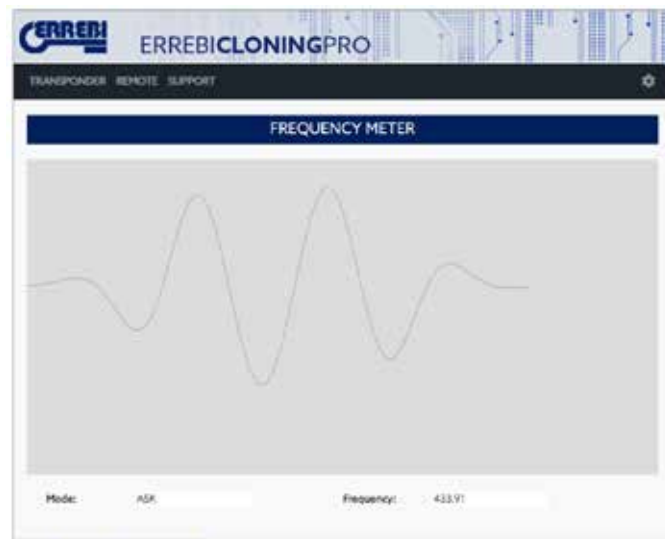 ERREBI
ERREBICLONINGPRO
TRANSPONDER REMOTE SUPPORT
FREQUENCY METER
Mode: ASK Frequency: 433.91